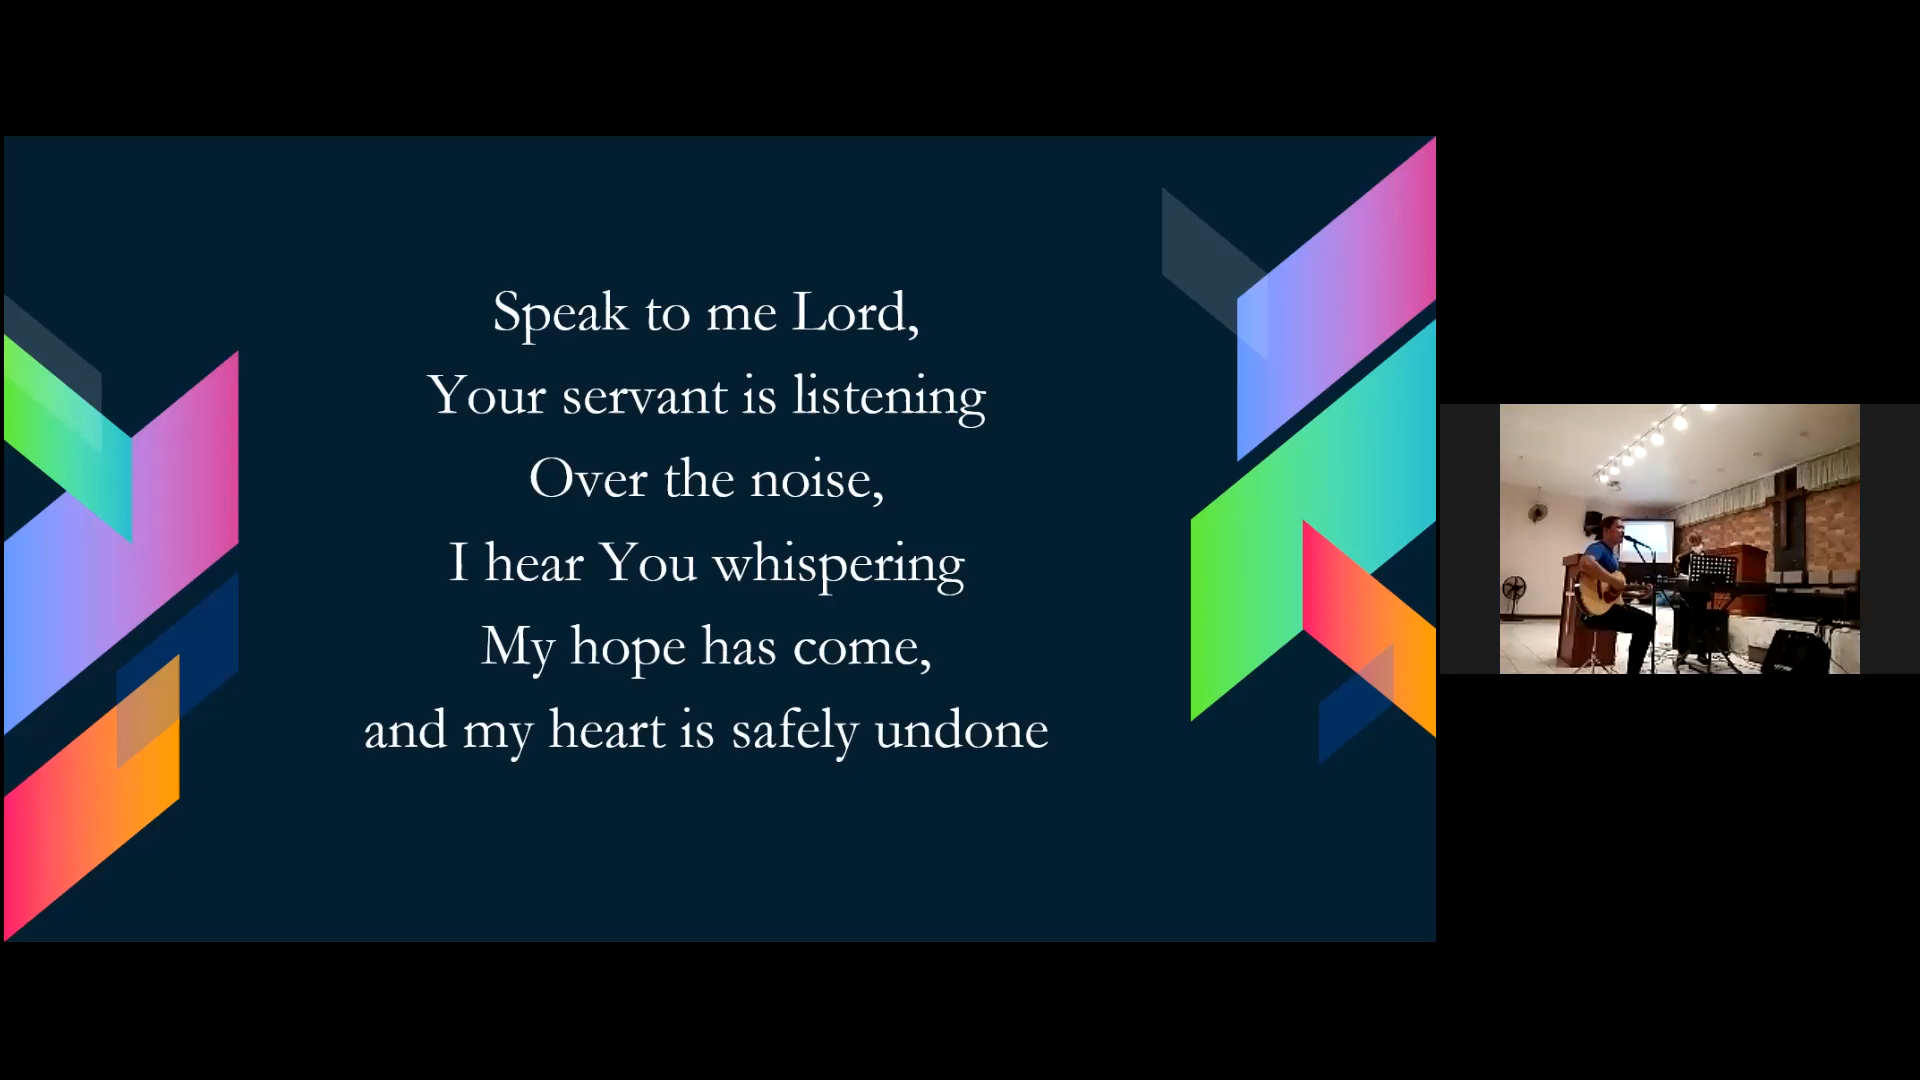 Speak to me Lord,
Your servant is listening
Over the noise,
I hear You whispering
My hope has come,
and my heart is safely undone